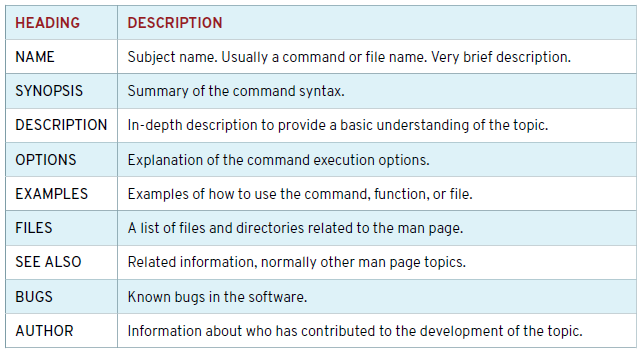 HEADING DESCRIPTION
NAME Subject name. Usually a command or file name. Very brief description.
SYNOPSIS Summary of the command syntax.
DESCRIPTION In-depth description to provide a basic understanding of the topic.
OPTIONS Explanation of the command execution options.
EXAMPLES Examples of how to use the command, function, or file.
FILES A list of files and directories related to the man page.
SEE ALSO Related information, normally other man page topics.
BUGS Known bugs in the software.
AUTHOR Information about who has contributed to the development of the topic.